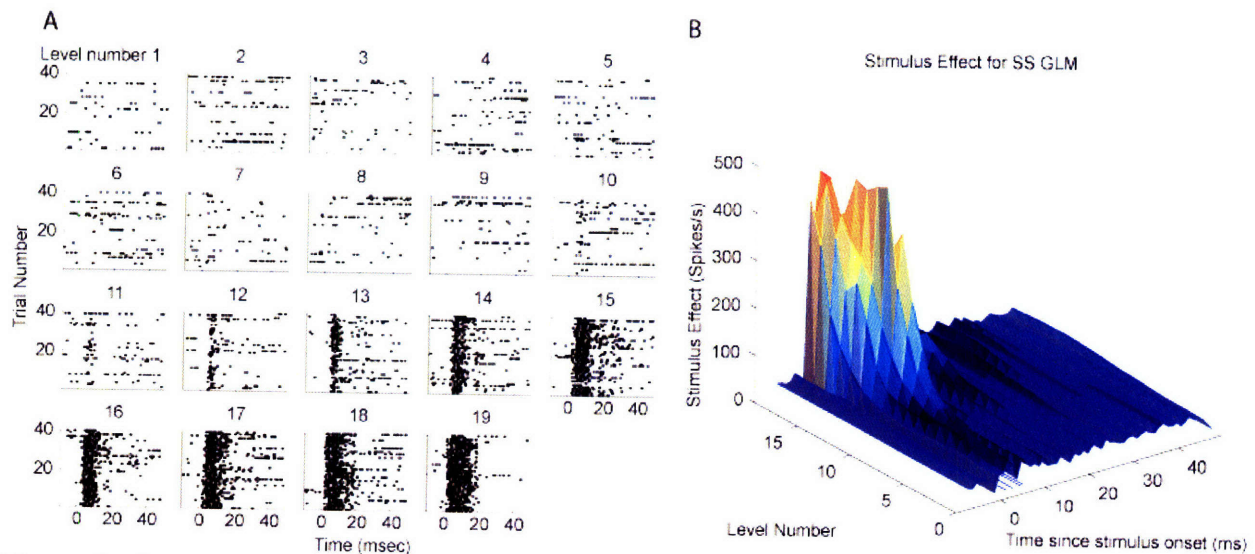 A
Level number 1 2 3 4 5
40
20
6 7 8 9 10
40
20
Trial Number
11 12 13 14 15
40
20
0 20 40
16 17 18 19
40
20
0 20 40 0 20 40 0 20 40 0 20 40
Time (msec)
B
Stimulus Effect for SS GLM
Stimulus Effect (Spikes/s)
500
400
300
200
100
0
15
10
5
0
Level Number
0
10
20
30
40
Time since stimulus onset (ms)